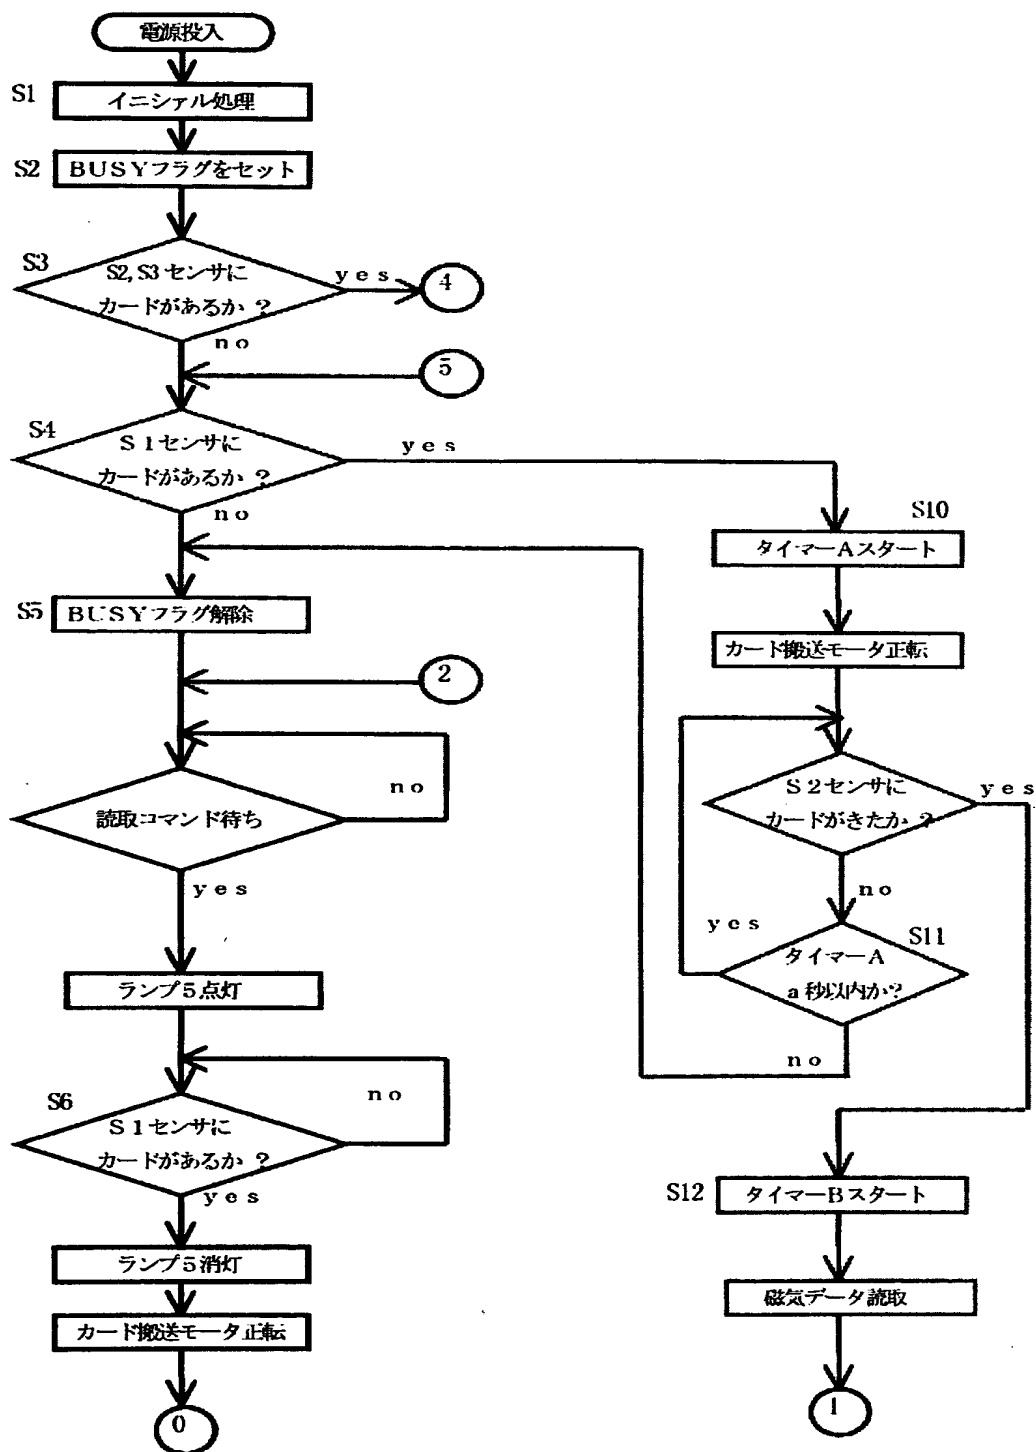 電源投入
S1
イニシァル処理
S2
BUSYフラグをセット
S3
S2,S3センサに
カードがあるか ?
yes
4
no
5
S4
S1センサに
カードがあるか ?
yes
no
S5
BUSYフラグ解除
2
読取コマンド待ち
no
yes
ランプ5点灯
S6
S1センサに
カードがあるか ?
no
yes
ランプ5消灯
カード搬送モータ正転
0
S10
タイマーAスタート
カード搬送モータ正転
S2センサに
カードがきたか ?
yes
no
S11
タイマーA
a秒以内か?
yes
no
S12
タイマーBスタート
磁気データ読取
1